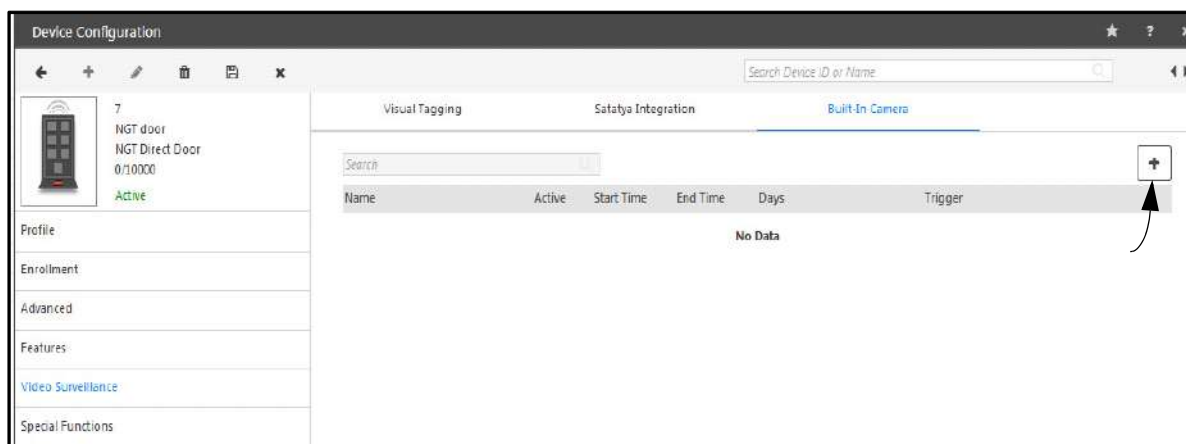 Device Configuration
?
Search Device ID or Name
7
NGT door
NGT Direct Door
0/10000
Active
Profile
Enrollment
Advanced
Features
Video Surveillance
Special Functions
Visual Tagging Satatya Integration Built-In Camera
Search
Name Active Start Time End Time Days Trigger
No Data